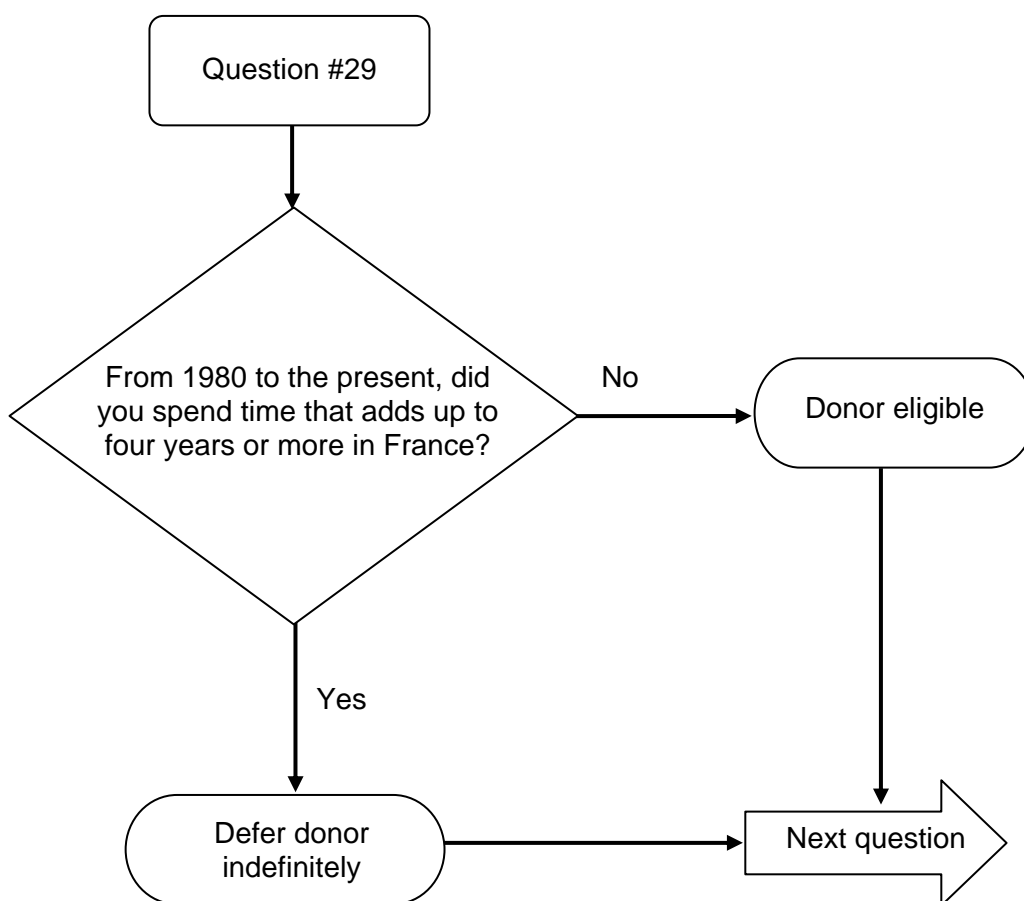 Question #29
From 1980 to the present, did
you spend time that adds up to
four years or more in France?
No
Donor eligible
Yes
Defer donor
indefinitely
Next question